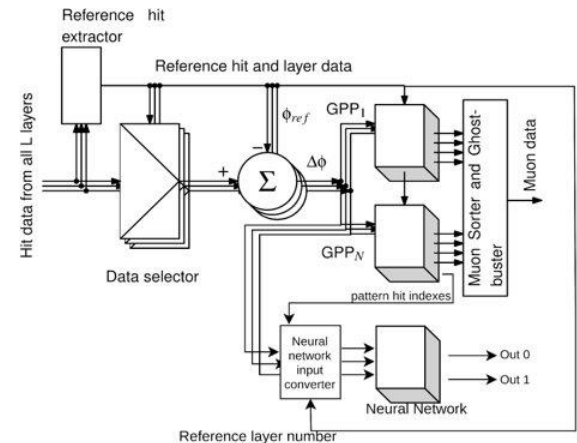 Reference hit
extractor
Reference hit and layer data
Hit data from all L layers
ϕref
GPP1
−
+
Σ
Δϕ
Data selector
GPPN
Muon Sorter and Ghost-
buster
Muon data
pattern hit indexes
Neural
network
input
converter
Out 0
Out 1
Neural Network
Reference layer number